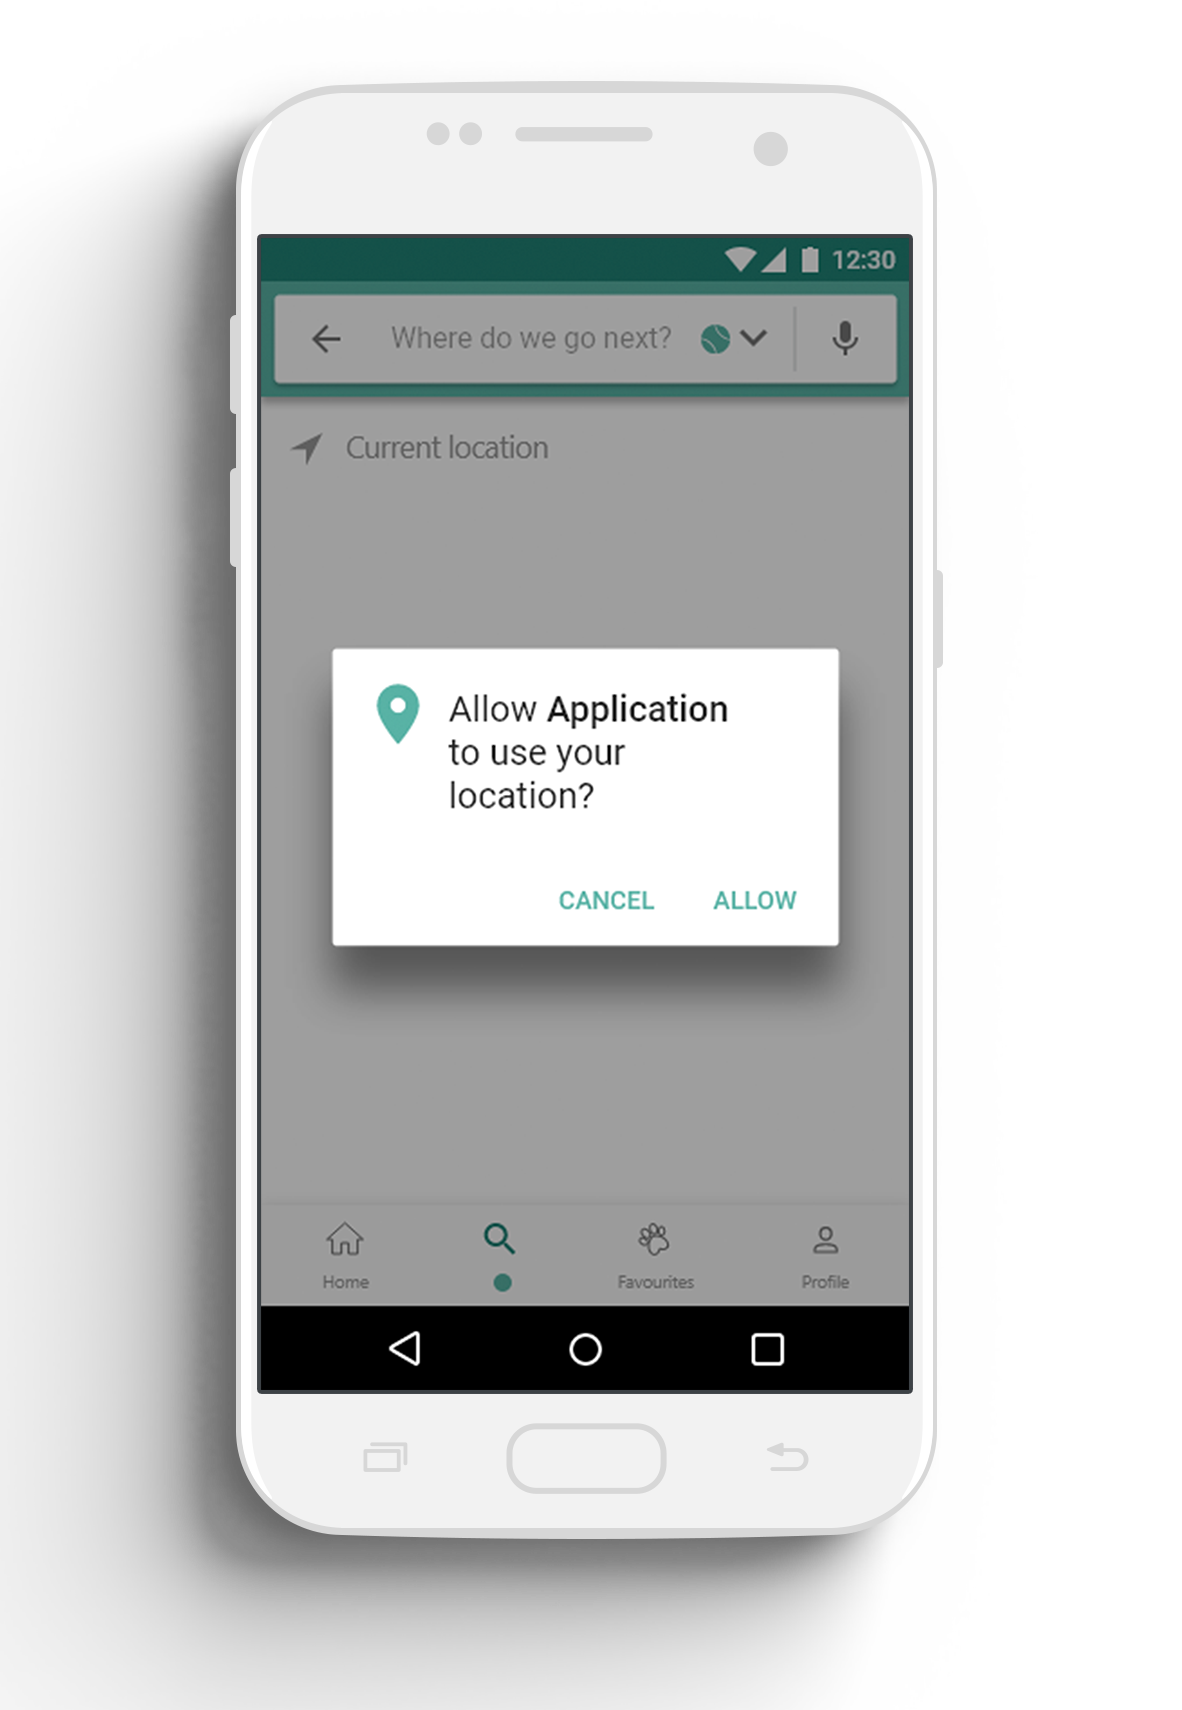 12:30
Where do we go next?
Current location
Allow Application
to use your
location?
CANCEL ALLOW
Home Favourites Profile